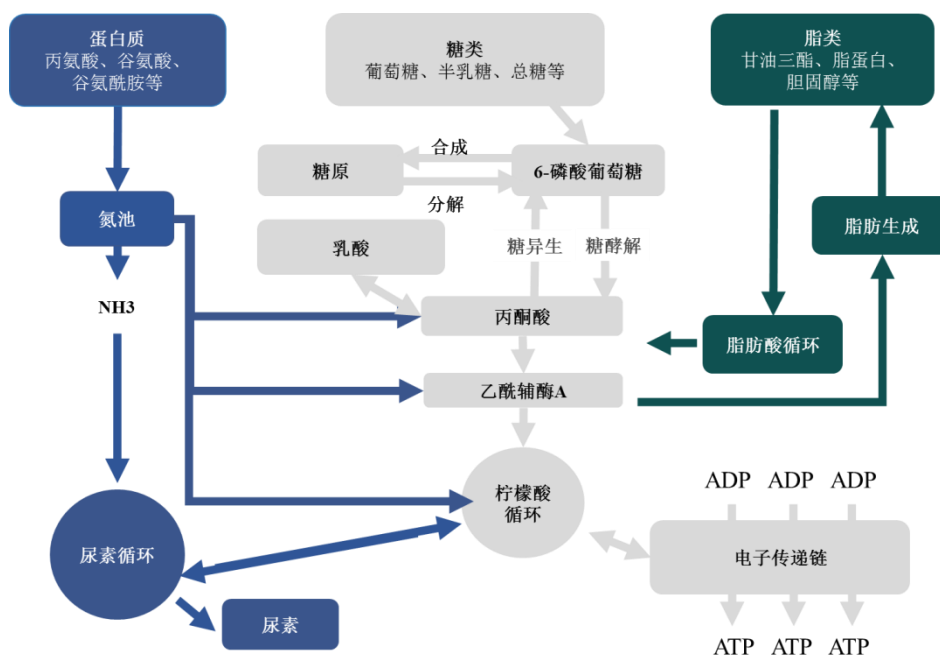 蛋白质
丙氨酸、谷氨酸、
谷氨酰胺等
糖类
葡萄糖、半乳糖、总糖等
脂类
甘油三酯、脂蛋白、
胆固醇等
合成
糖原
6-磷酸葡萄糖
分解
氮池
脂肪生成
乳酸
糖异生
糖酵解
NH3
丙酮酸
脂肪酸循环
乙酰辅酶A
柠檬酸
循环
ADP ADP ADP
尿素循环
电子传递链
尿素
ATP ATP ATP